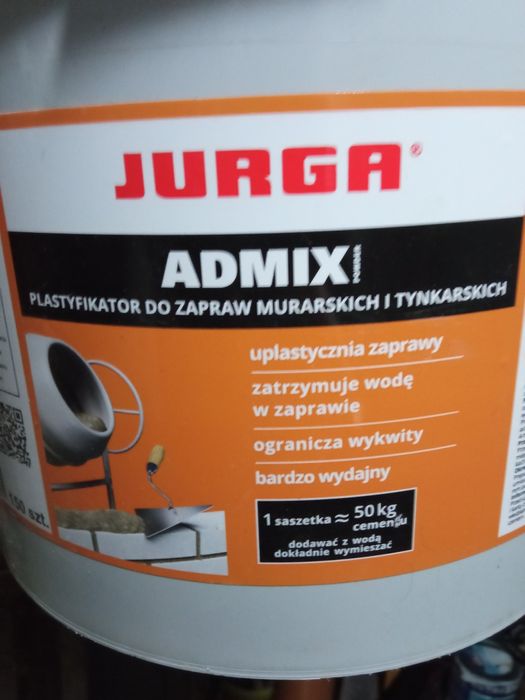 JURGA®
ADMIX POWDER
PLASTYFIKATOR DO ZAPRAW MURARSKICH I TYNKARSKICH
uplastycznia zaprawy
zatrzymuje wodę
w zaprawie
ogranicza wykwity
bardzo wydajny
1 saszetka ≈ 50 kg
cementu
dodawać z wodą
dokładnie wymieszać
150 szt.